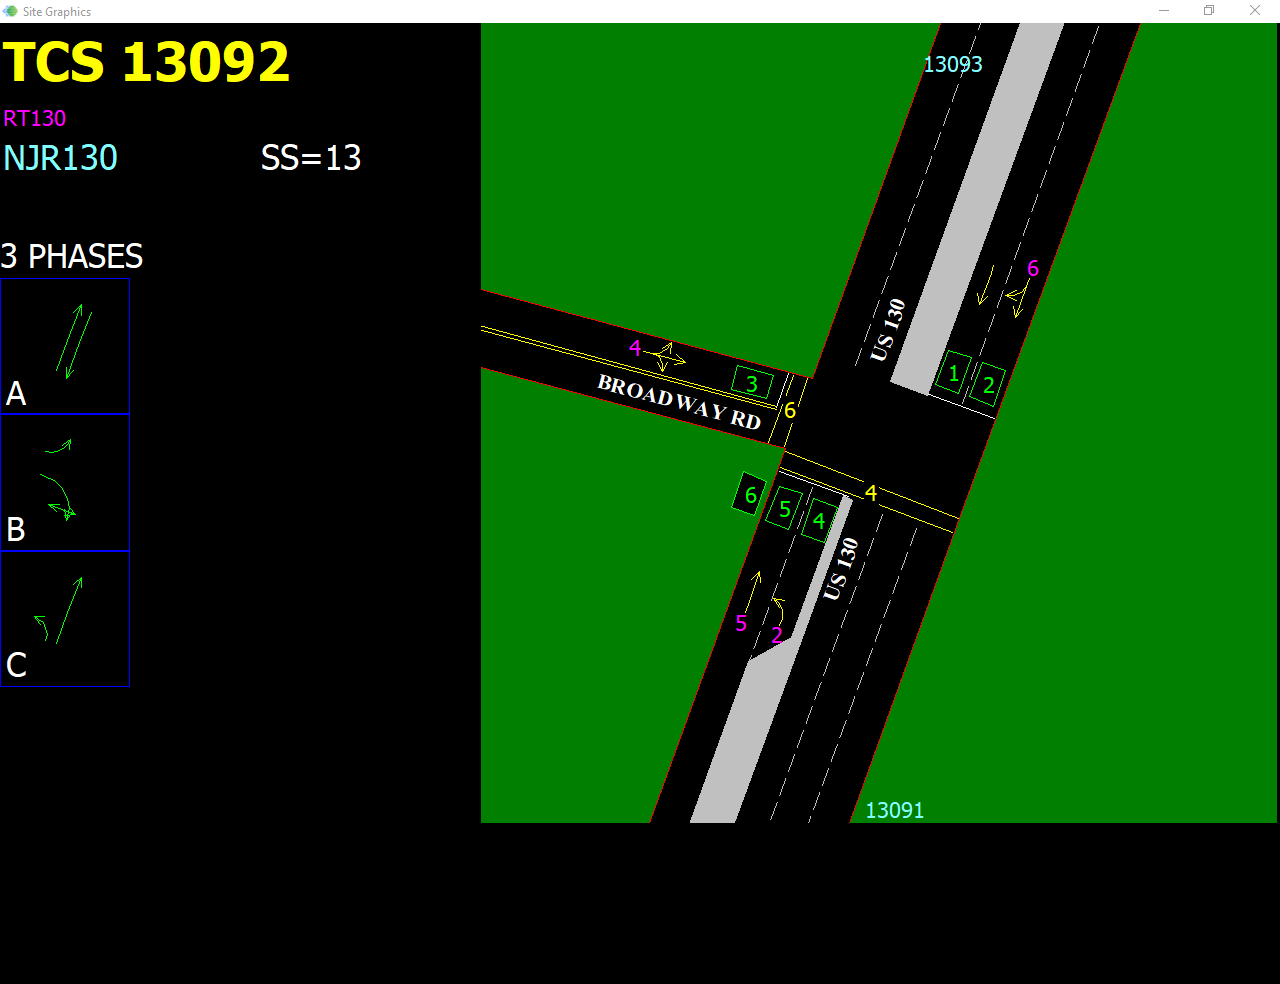 Site Graphics
TCS 13092
RT130
NJR130 SS=13
3 PHASES
A
B
C
13093
6
US 130
1
2
4
3
6
BROADWAY RD
4
6
5
4
US 130
5
2
13091